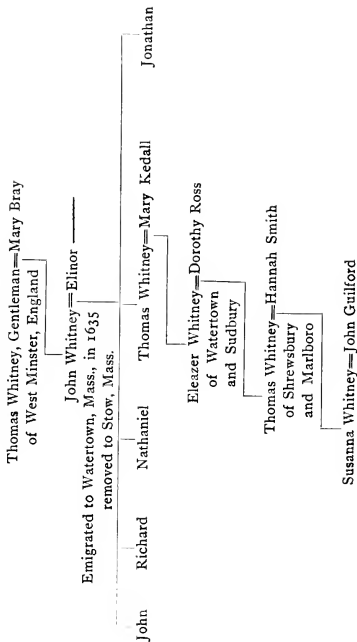 Thomas Whitney, Gentleman=Mary Bray
of West Minster, England
John Whitney=Elinor ———
Emigrated to Watertown, Mass., in 1635
removed to Stow, Mass.
John Richard Nathaniel Thomas Whitney=Mary Kedall Jonathan
Eleazer Whitney=Dorothy Ross
of Watertown
and Sudbury
Thomas Whitney=Hannah Smith
of Shrewsbury
and Marlboro
Susanna Whitney=John Guilford